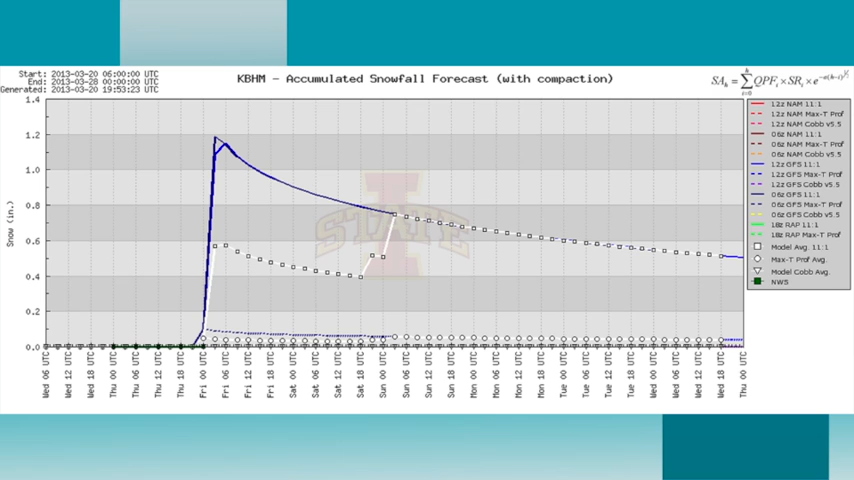 Start: 2013-03-20 06:00:00 UTC
End: 2013-03-28 00:00:00 UTC
Generated: 2013-03-20 19:53:23 UTC
KBHM - Accumulated Snowfall Forecast (with compaction)
Snow (in.)
1.4
1.2
1.0
0.8
0.6
0.4
0.2
0.0
I
STATE
12z NAM 11:1
12z NAM Max-T Prof
12z NAM Cobb v5.5
06z NAM 11:1
06z NAM Max-T Prof
06z NAM Cobb v5.5
12z GFS 11:1
12z GFS Max-T Prof
12z GFS Cobb v5.5
06z GFS 11:1
06z GFS Max-T Prof
06z GFS Cobb v5.5
18z RAP 11:1
18z RAP Max-T Prof
Model Avg. 11:1
Max-T Prof Avg.
Model Cobb Avg.
NWS
Wed 06 UTC
Wed 12 UTC
Wed 18 UTC
Thu 00 UTC
Thu 06 UTC
Thu 12 UTC
Thu 18 UTC
Fri 00 UTC
Fri 06 UTC
Fri 12 UTC
Fri 18 UTC
Sat 00 UTC
Sat 06 UTC
Sat 12 UTC
Sat 18 UTC
Sun 00 UTC
Sun 06 UTC
Sun 12 UTC
Sun 18 UTC
Mon 00 UTC
Mon 06 UTC
Mon 12 UTC
Mon 18 UTC
Tue 00 UTC
Tue 06 UTC
Tue 12 UTC
Tue 18 UTC
Wed 00 UTC
Wed 06 UTC
Wed 12 UTC
Wed 18 UTC
Thu 00 UTC